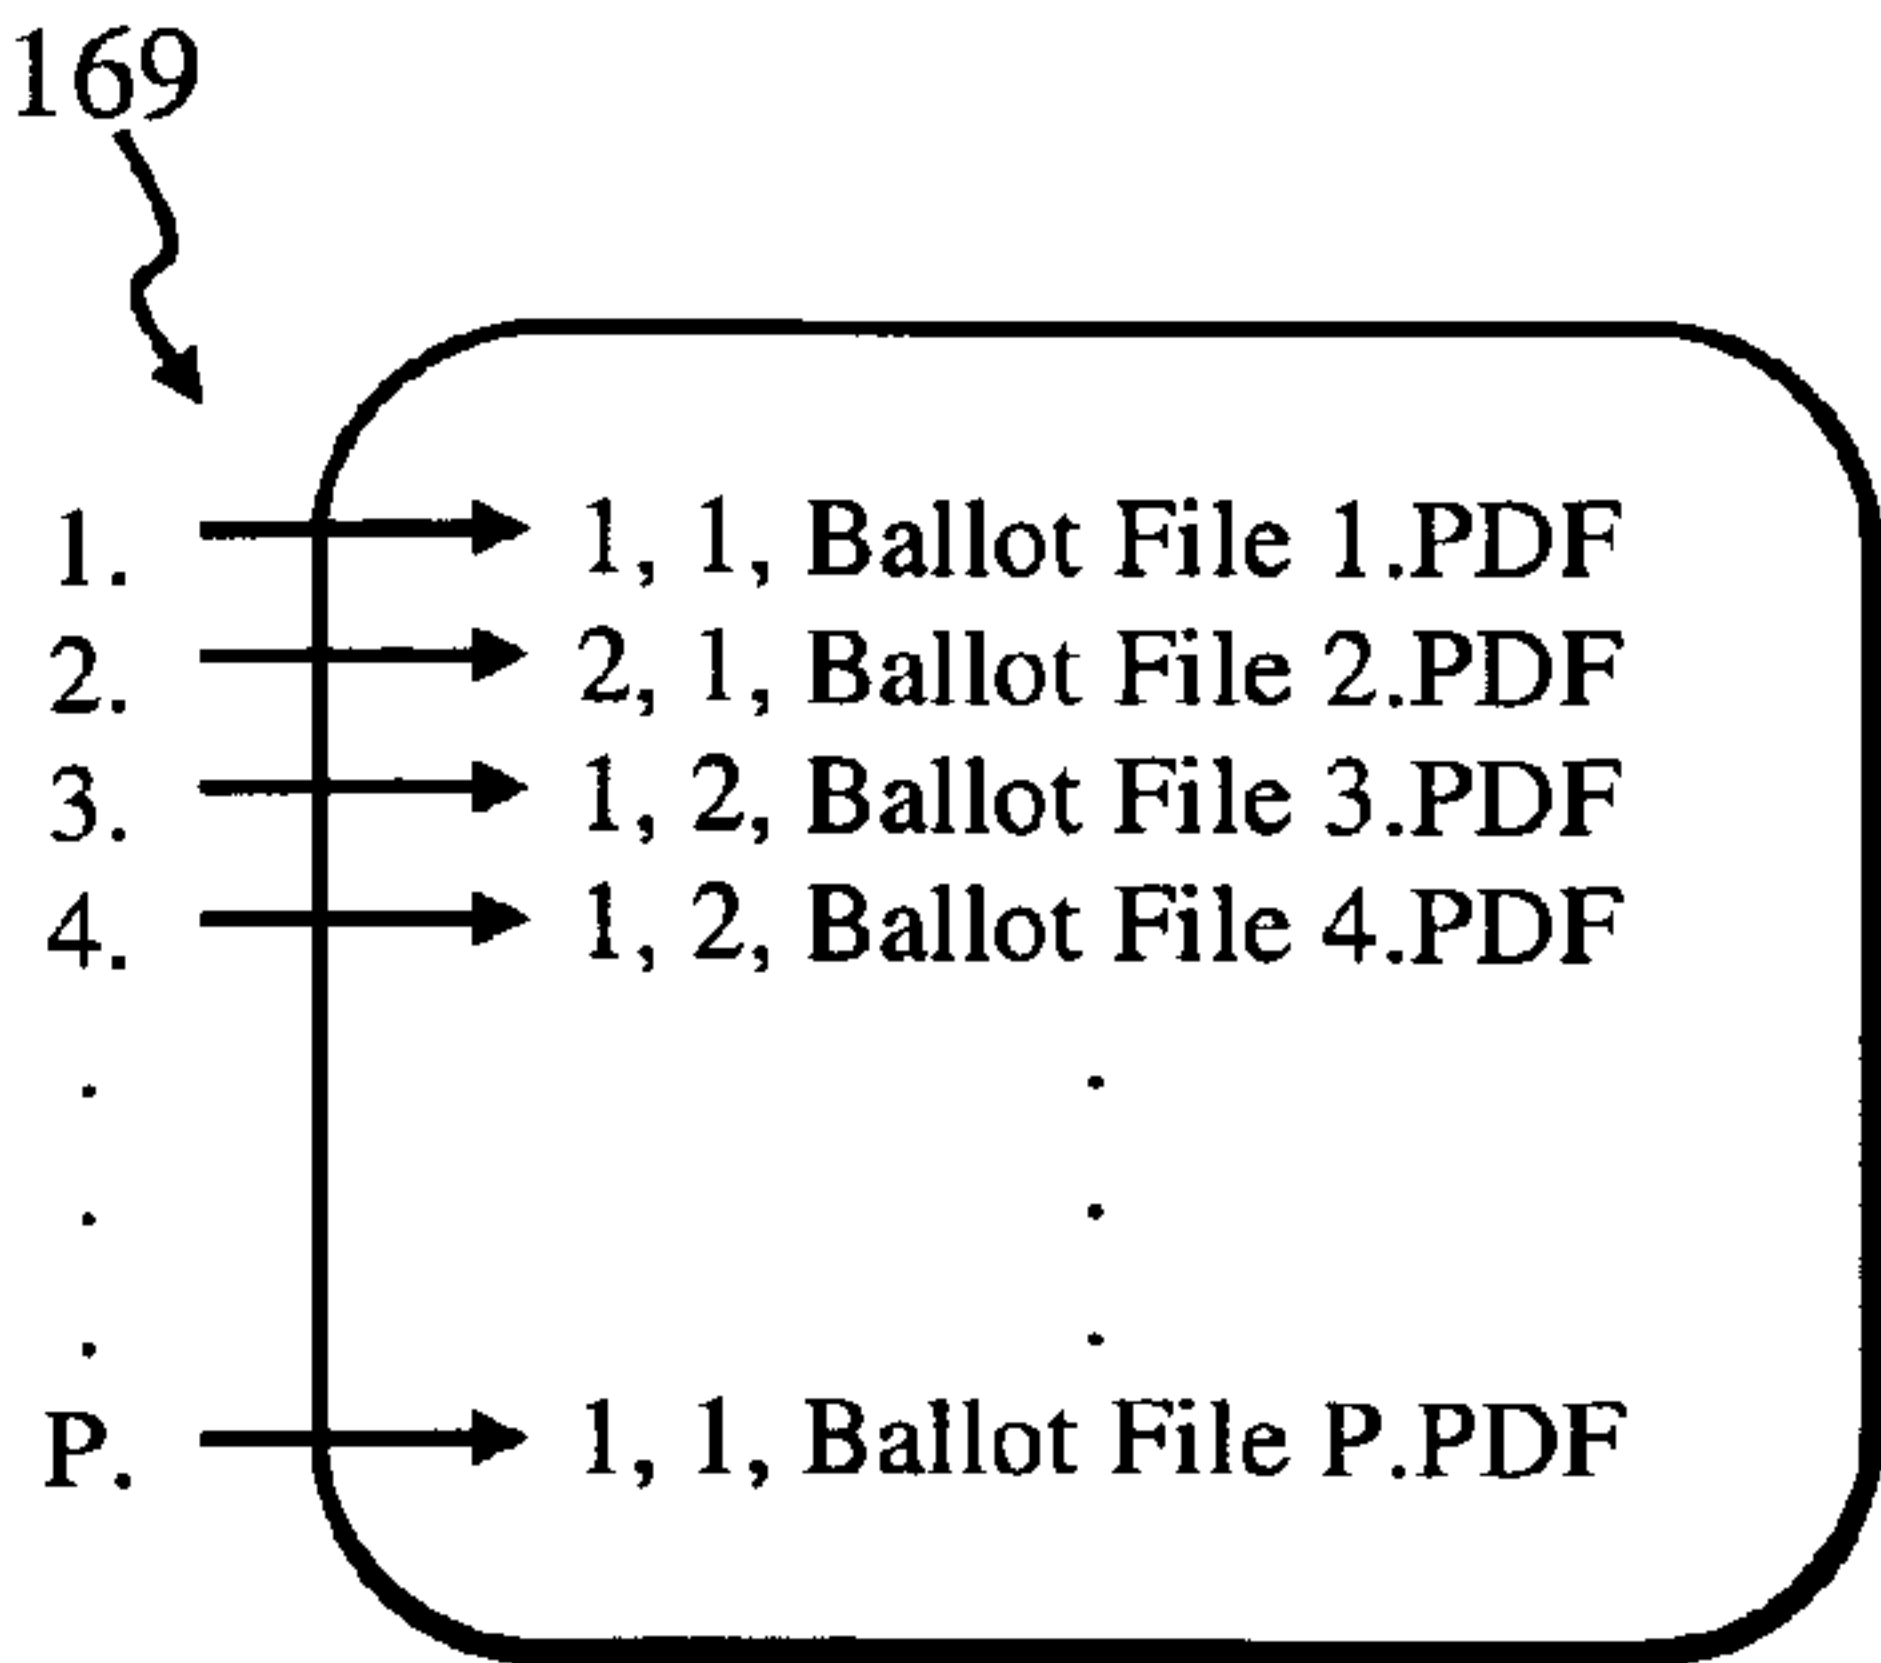 169
1. 1, 1, Ballot File 1.PDF
2. 2, 1, Ballot File 2.PDF
3. 1, 2, Ballot File 3.PDF
4. 1, 2, Ballot File 4.PDF
. .
. .
. .
P. 1, 1, Ballot File P.PDF